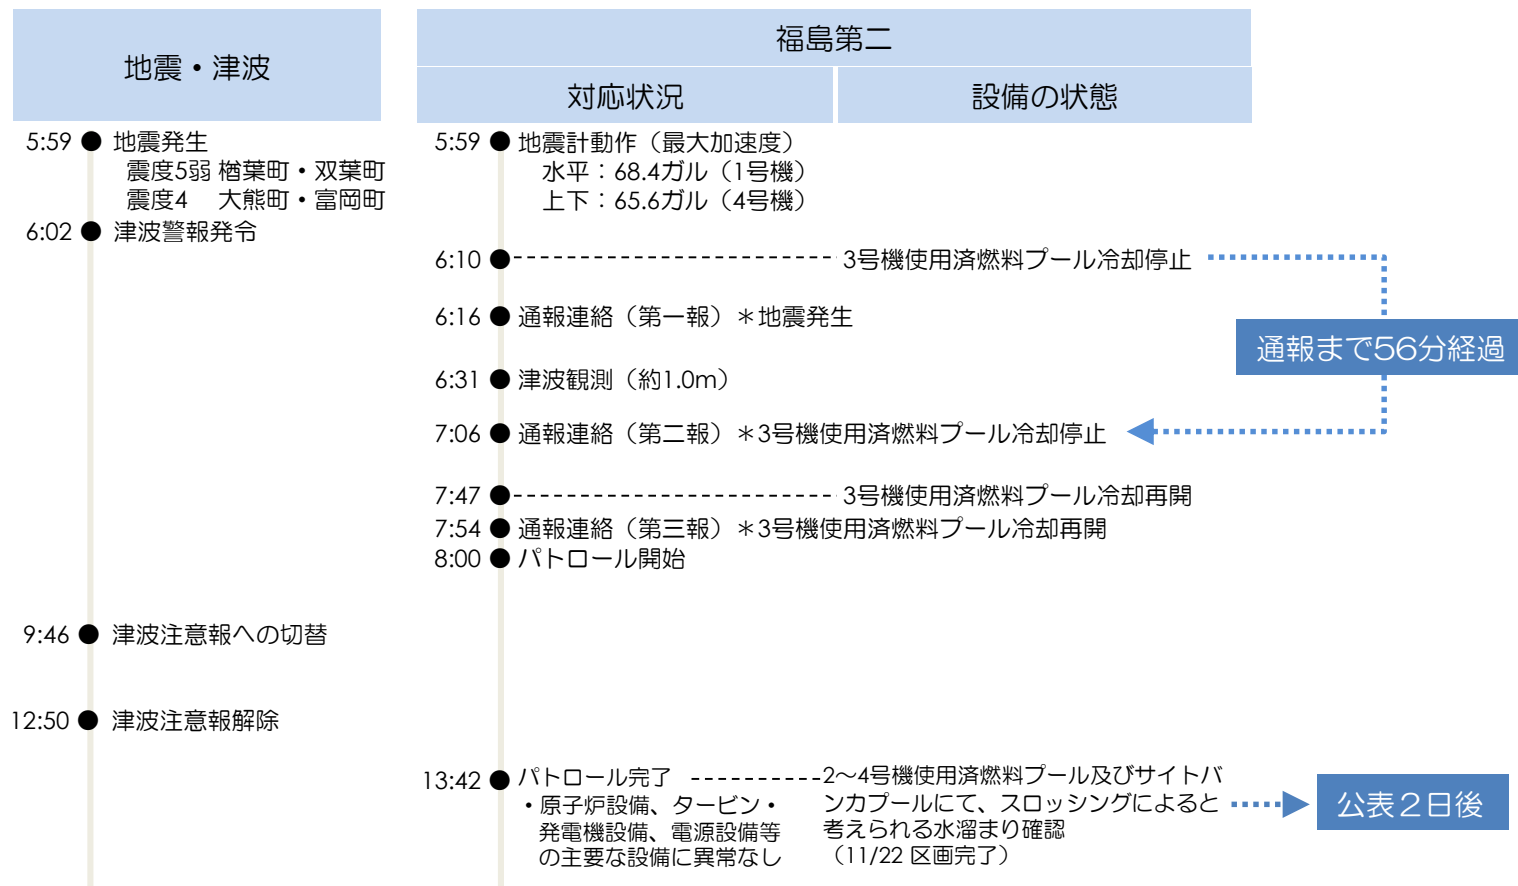 地震・津波
福島第二
対応状況
設備の状態
5:59 ● 地震発生
震度5弱 楢葉町・双葉町
震度4 大熊町・富岡町
6:02 ● 津波警報発令
9:46 ● 津波注意報への切替
12:50 ● 津波注意報解除
5:59 ● 地震計動作（最大加速度）
水平：68.4ガル（1号機）
上下：65.6ガル（4号機）
6:10 ● 3号機使用済燃料プール冷却停止
6:16 ● 通報連絡（第一報）＊地震発生
通報まで56分経過
6:31 ● 津波観測（約1.0m）
7:06 ● 通報連絡（第二報）＊3号機使用済燃料プール冷却停止
7:47 ● 3号機使用済燃料プール冷却再開
7:54 ● 通報連絡（第三報）＊3号機使用済燃料プール冷却再開
8:00 ● パトロール開始
13:42 ● パトロール完了
・原子炉設備、タービン・
発電機設備、電源設備等
の主要な設備に異常なし
2～4号機使用済燃料プール及びサイトバ
ンカプールにて、スロッシングによると
考えられる水溜まり確認
（11/22 区画完了）
公表２日後